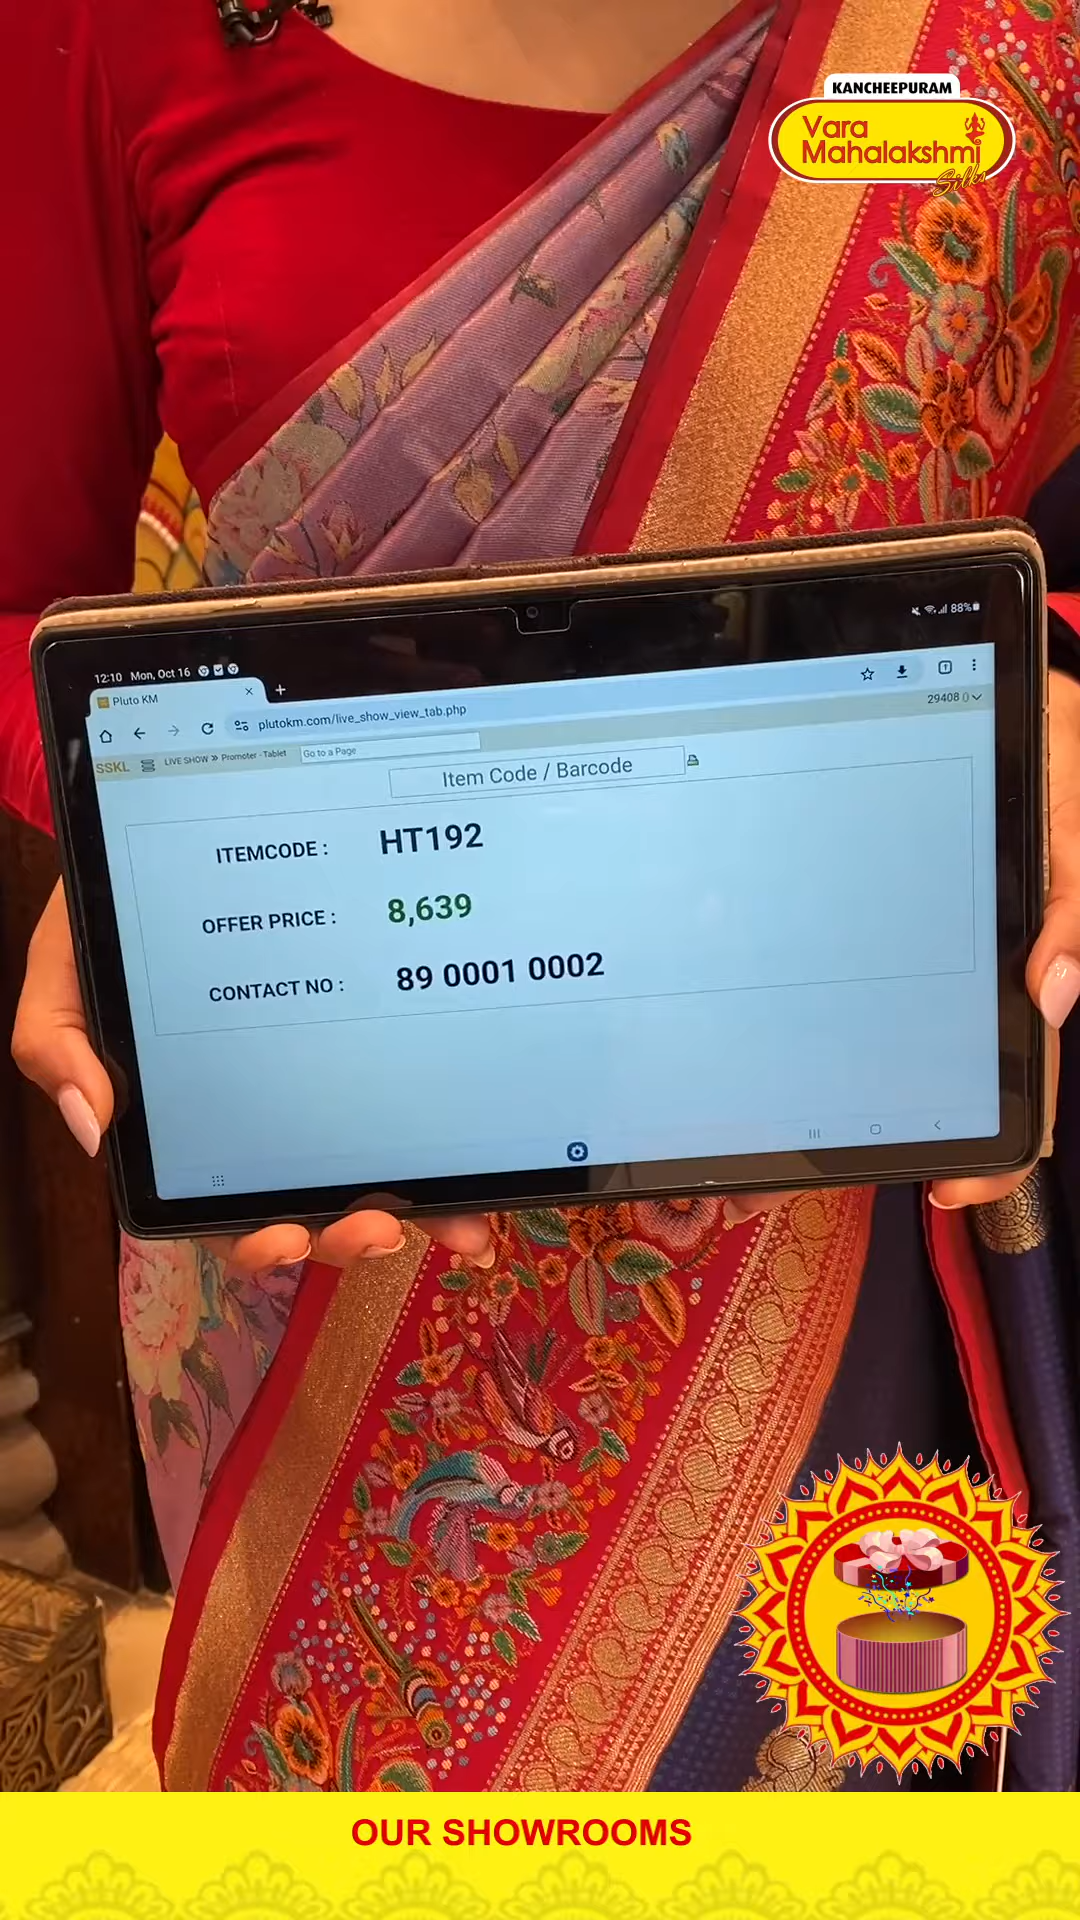 KANCHEEPURAM
Vara
Mahalakshmi
Silks
12:10 Mon, Oct 16
88%
Pluto KM
plutokm.com/live_show_view_tab.php
29408 ()
SSKL
LIVE SHOW >> Promoter - Tablet
Go to a Page
Item Code / Barcode
ITEMCODE : HT192
OFFER PRICE : 8,639
CONTACT NO : 89 0001 0002
OUR SHOWROOMS